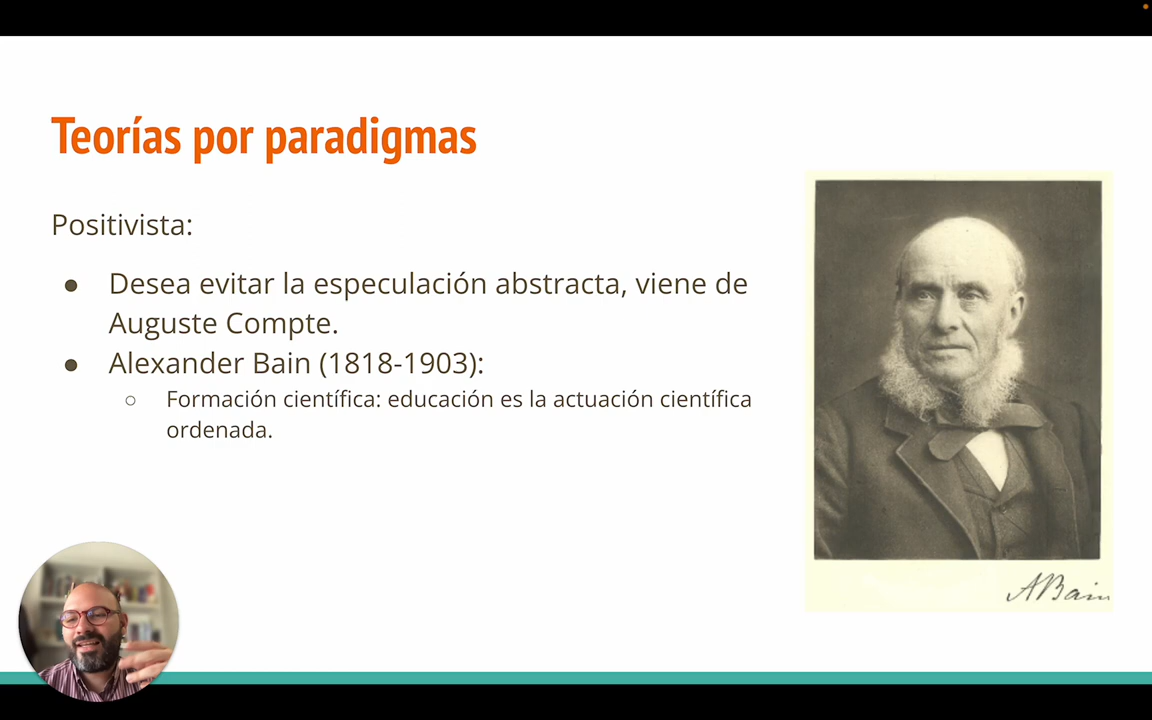 Teorías por paradigmas
Positivista:
● Desea evitar la especulación abstracta, viene de
Auguste Compte.
● Alexander Bain (1818-1903):
○ Formación científica: educación es la actuación científica
ordenada.
ABain